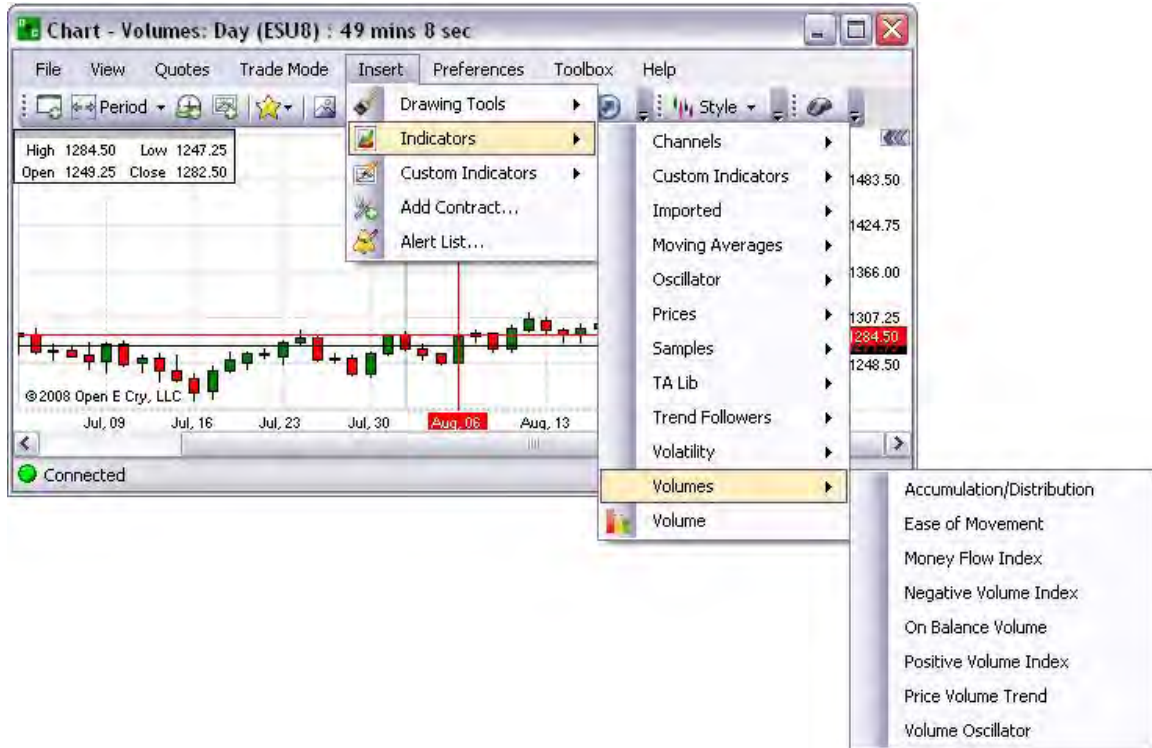 Chart - Volumes: Day (ESU8) : 49 mins 8 sec
File View Quotes Trade Mode Insert Preferences Toolbox Help
Period Style
High 1284.50 Low 1247.25
Open 1249.25 Close 1282.50
Drawing Tools
Indicators
Custom Indicators
Add Contract...
Alert List...
Channels
Custom Indicators
Imported
Moving Averages
Oscillator
Prices
Samples
TA Lib
Trend Followers
Volatility
Volumes
Volume
Accumulation/Distribution
Ease of Movement
Money Flow Index
Negative Volume Index
On Balance Volume
Positive Volume Index
Price Volume Trend
Volume Oscillator
1483.50
1424.75
1366.00
1307.25
1284.50
1248.50
©2008 Open E Cry, LLC
Jul, 09 Jul, 16 Jul, 23 Jul, 30 Aug, 06 Aug, 13
Connected